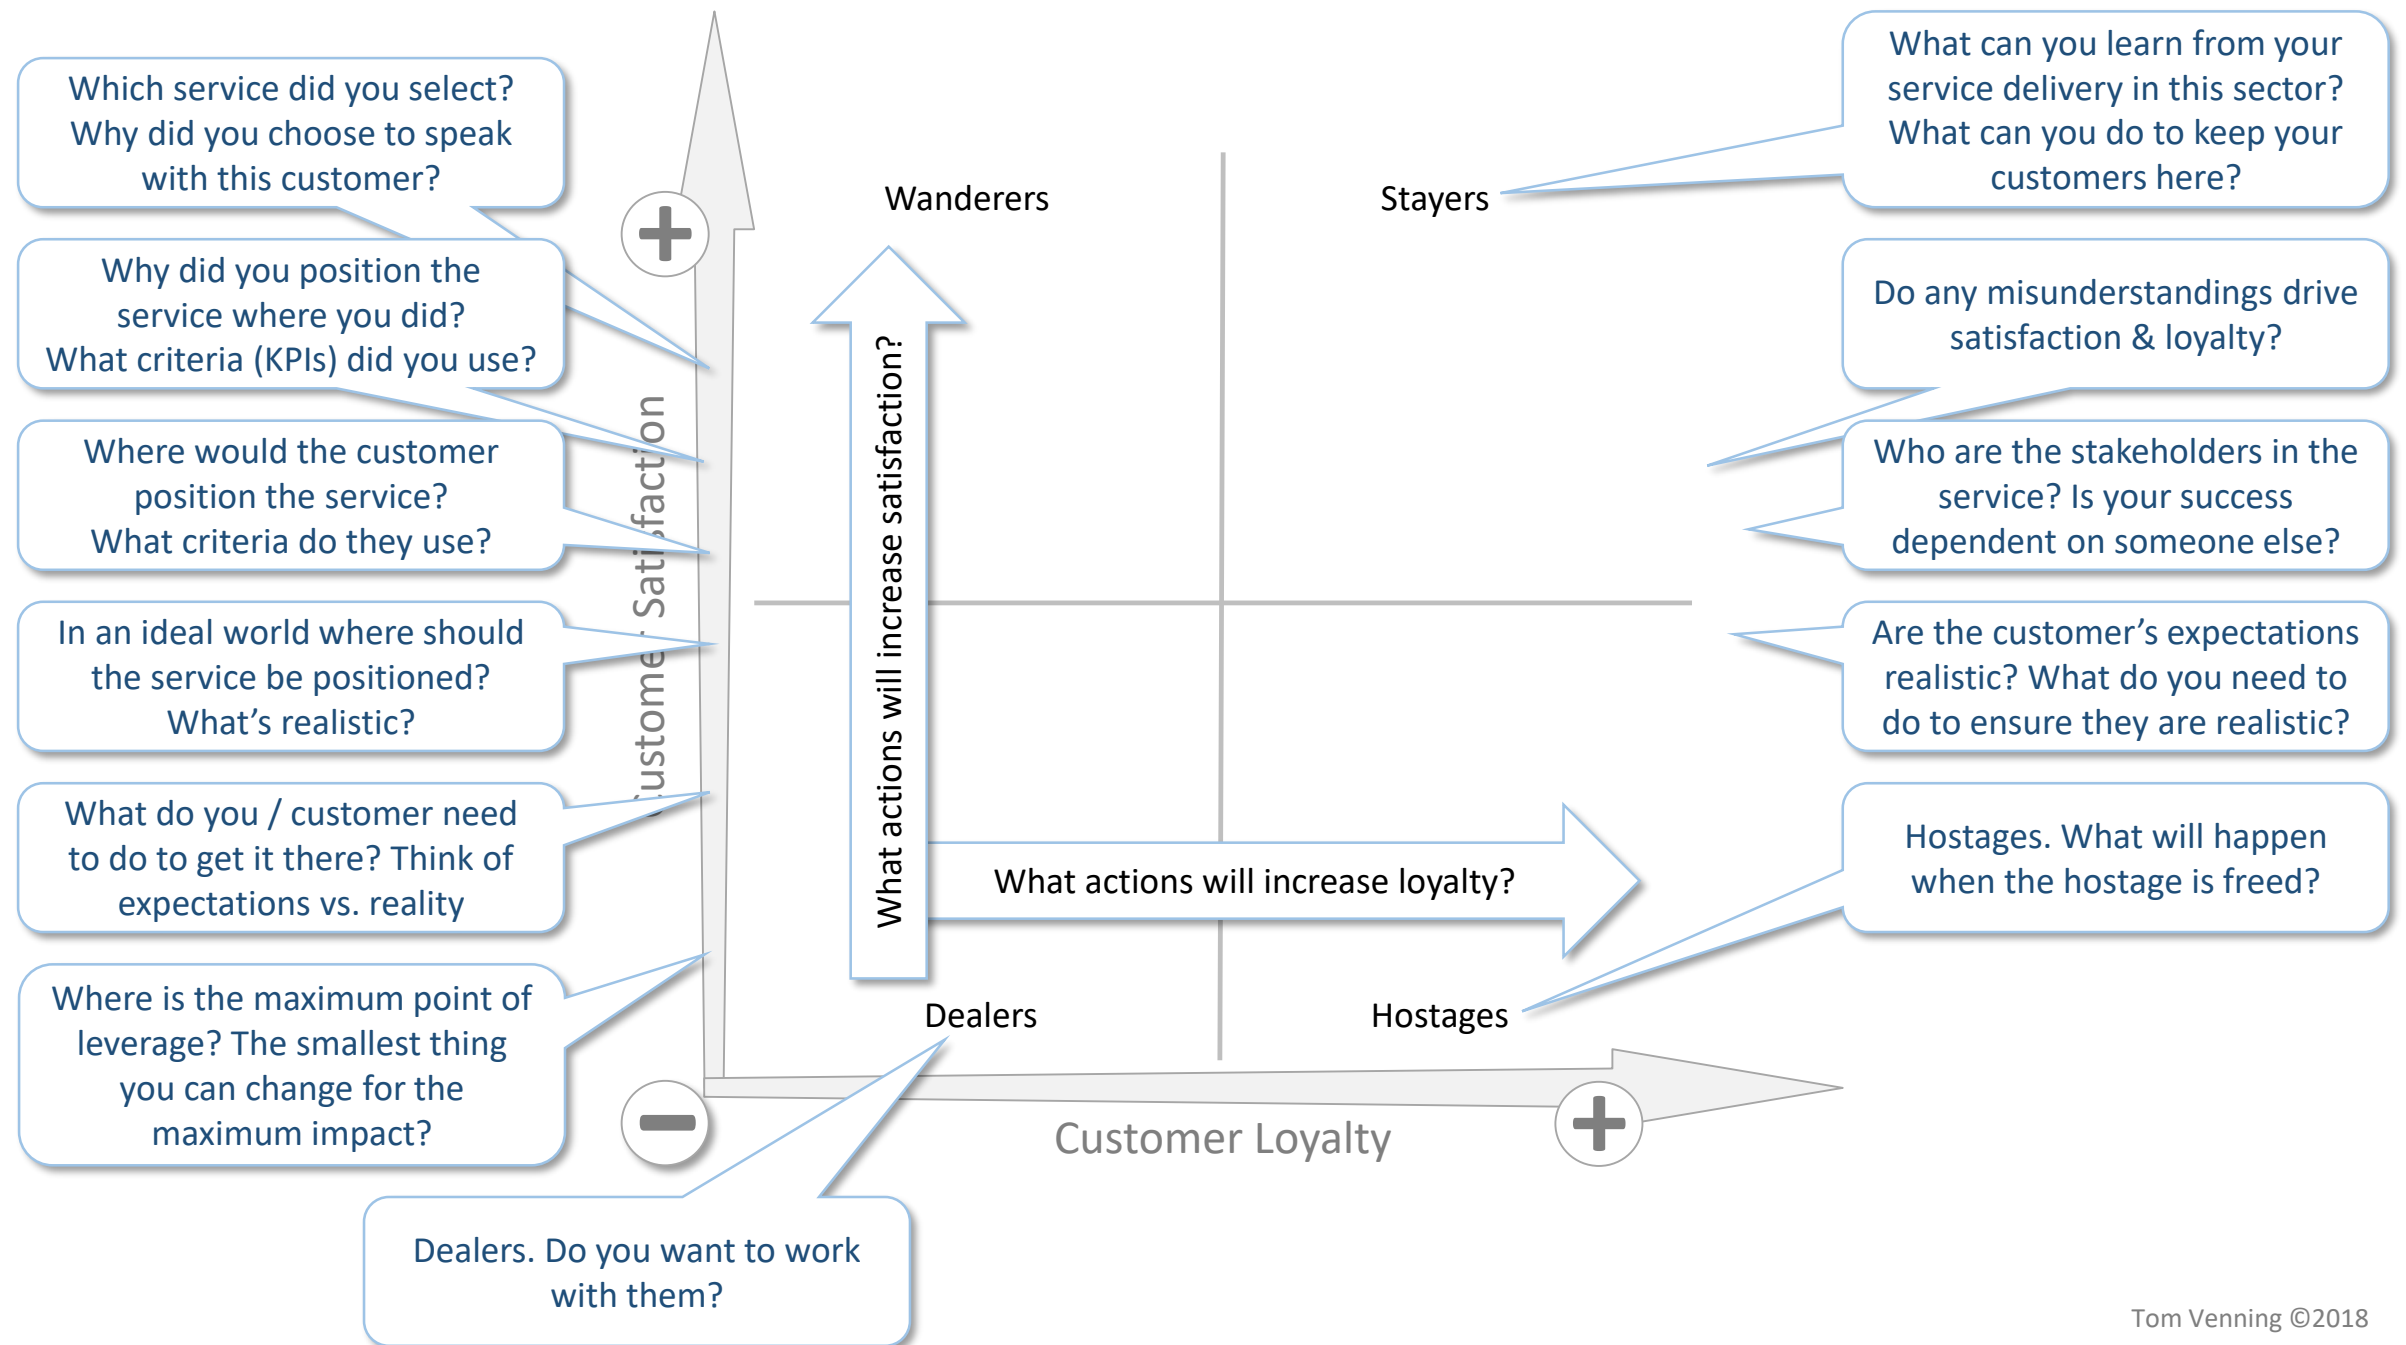 Which service did you select?
Why did you choose to speak
with this customer?
Why did you position the
service where you did?
What criteria (KPIs) did you use?
Where would the customer
position the service?
What criteria do they use?
In an ideal world where should
the service be positioned?
What's realistic?
What do you / customer need
to do to get it there? Think of
expectations vs. reality
Where is the maximum point of
leverage? The smallest thing
you can change for the
maximum impact?
Dealers. Do you want to work
with them?
Customer Satisfaction
Wanderers
Stayers
What actions will increase satisfaction?
What actions will increase loyalty?
Dealers
Hostages
Customer Loyalty
What can you learn from your
service delivery in this sector?
What can you do to keep your
customers here?
Do any misunderstandings drive
satisfaction & loyalty?
Who are the stakeholders in the
service? Is your success
dependent on someone else?
Are the customer’s expectations
realistic? What do you need to
do to ensure they are realistic?
Hostages. What will happen
when the hostage is freed?
Tom Venning ©2018